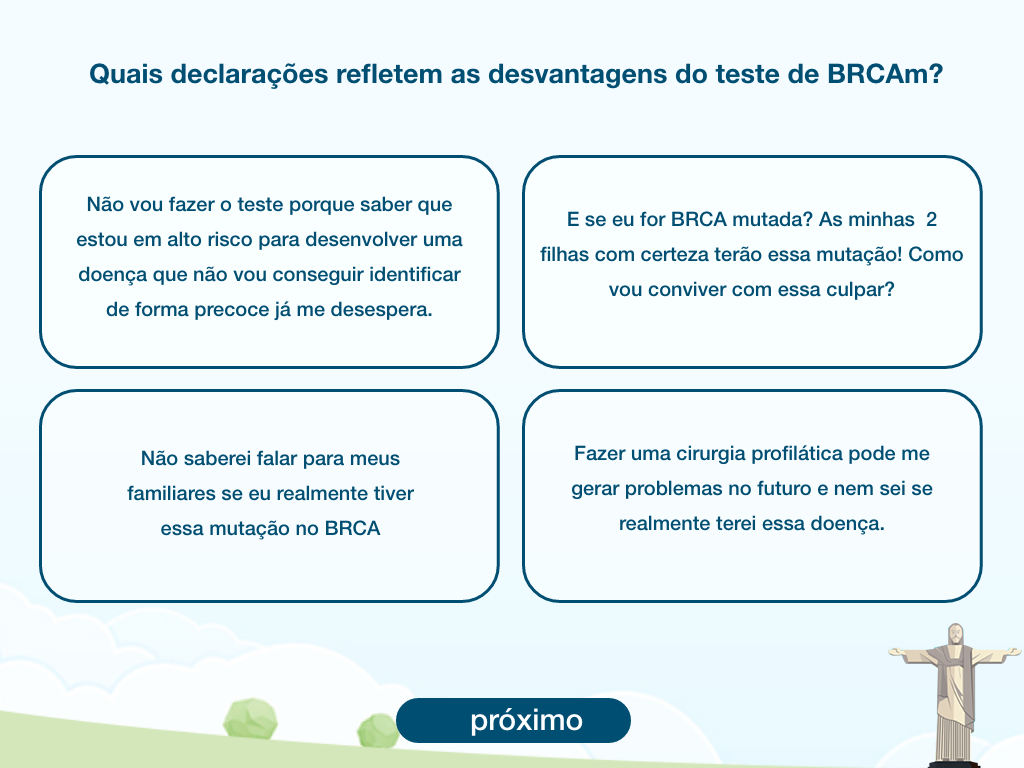 Quais declarações refletem as desvantagens do teste de BRCAm?
Não vou fazer o teste porque saber que
estou em alto risco para desenvolver uma
doença que não vou conseguir identificar
de forma precoce já me desespera.
E se eu for BRCA mutada? As minhas  2
filhas com certeza terão essa mutação! Como
vou conviver com essa culpar?
Não saberei falar para meus
familiares se eu realmente tiver
essa mutação no BRCA
Fazer uma cirurgia profilática pode me
gerar problemas no futuro e nem sei se
realmente terei essa doença.
próximo